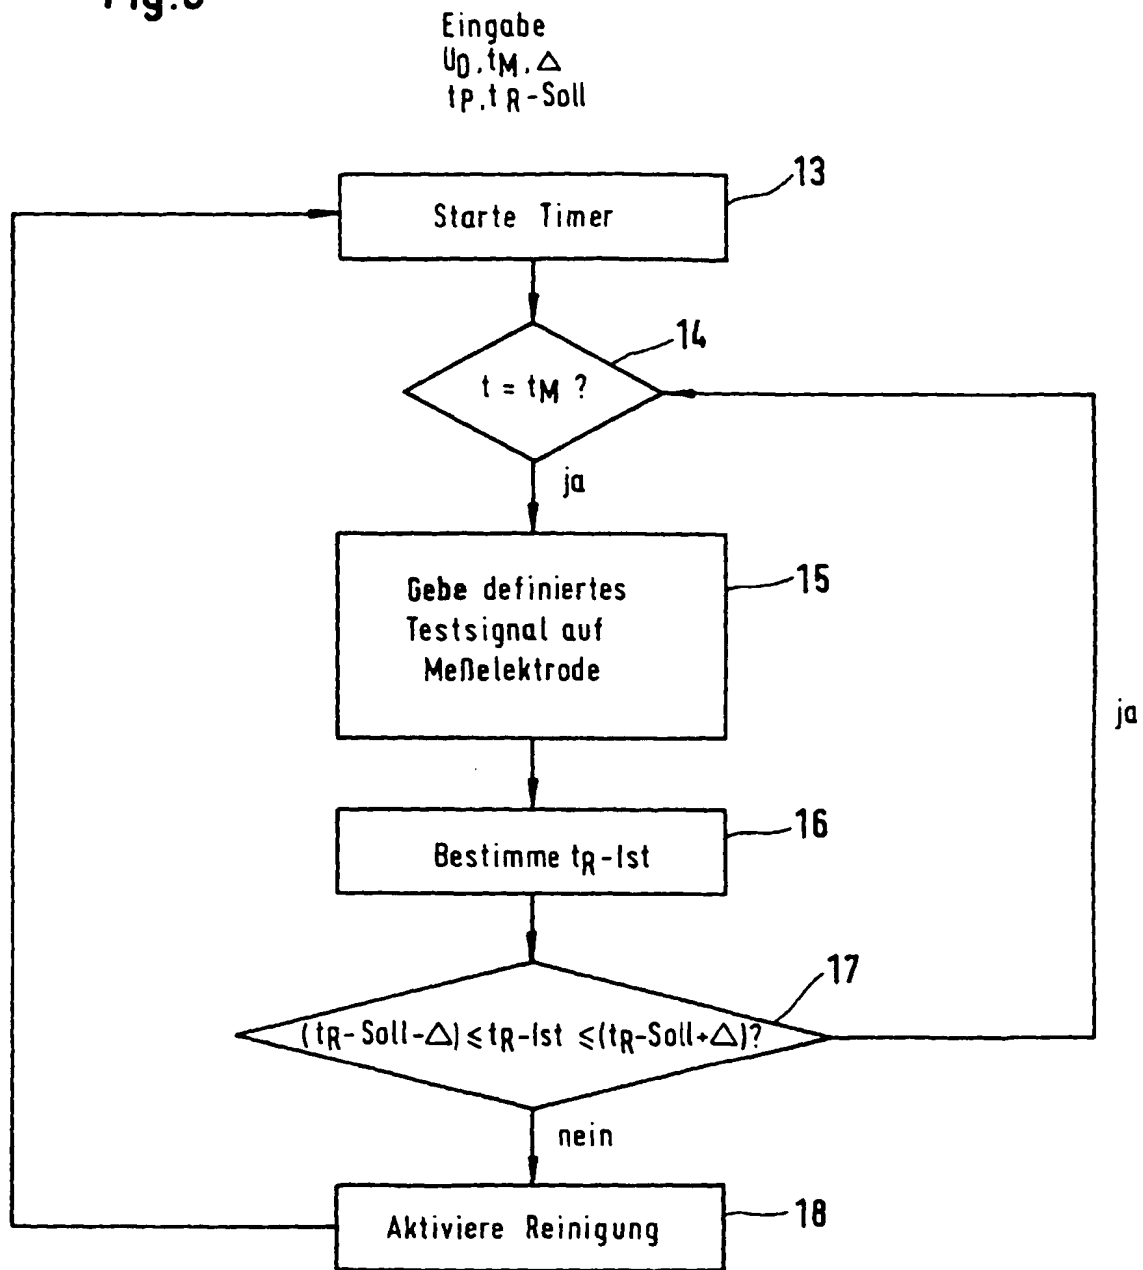 Eingabe
U0, tM, △
tP, tR-Soll
13
Starte Timer
14
t = tM ?
ja
15
Gebe definiertes
Testsignal auf
Meßelektrode
ja
16
Bestimme tR-Ist
17
(tR-Soll-△) ≤ tR-Ist ≤ (tR-Soll+△)?
nein
18
Aktiviere Reinigung